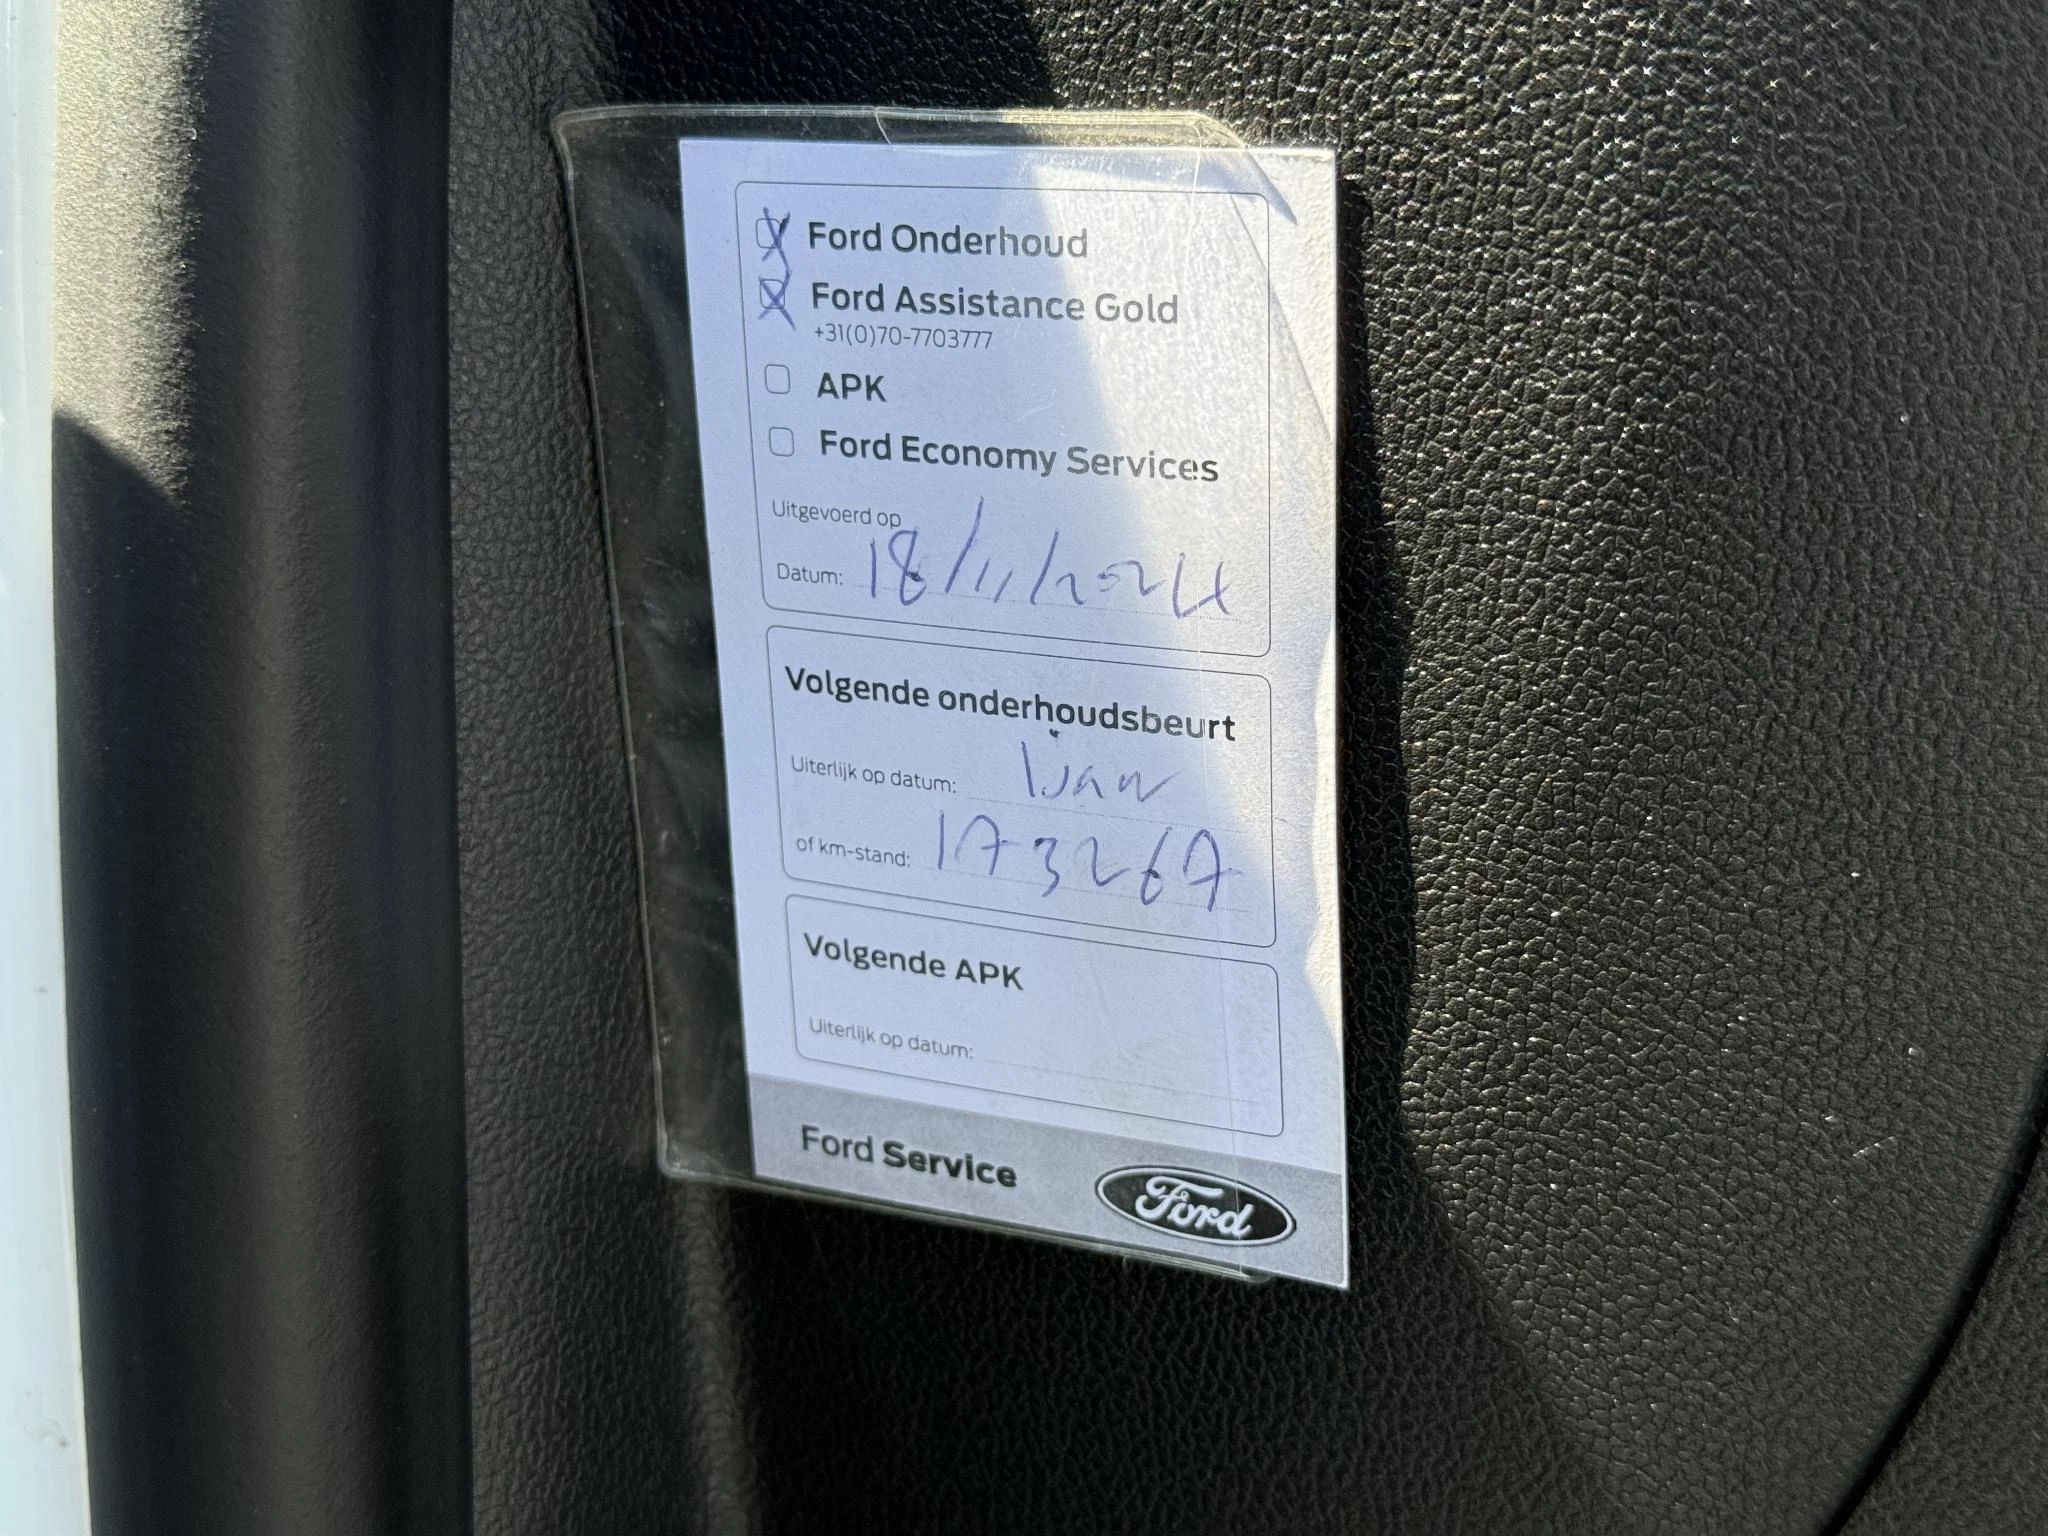 Ford Onderhoud
Ford Assistance Gold
+31(0)70-7703777
APK
Ford Economy Services
Uitgevoerd op
Datum: 18/11/2024
Volgende onderhoudsbeurt
Uiterlijk op datum: 1jaar
of km-stand: 173267
Volgende APK
Uiterlijk op datum:
Ford Service
Ford